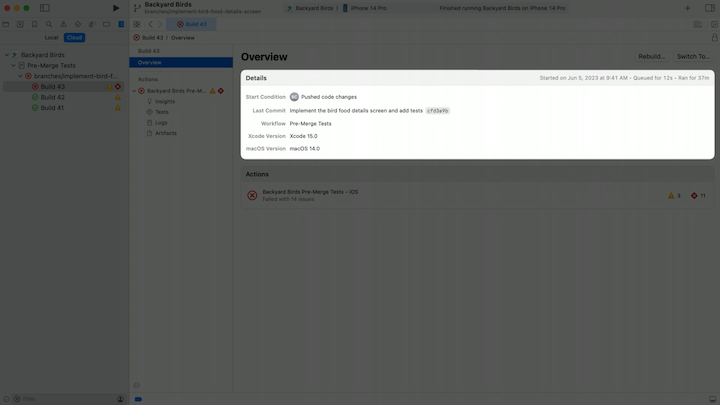 Backyard Birds
branches/implement-bird-food-details-screen
Backyard Birds
iPhone 14 Pro
Finished running Backyard Birds on iPhone 14 Pro
Build 43
Local
Cloud
Build 43 / Overview
Backyard Birds
Pre-Merge Tests
branches/implement-bird-f...
Build 43
Build 42
Build 41
Build 43
Overview
Actions
Backyard Birds Pre-M...
Insights
Tests
Logs
Artifacts
Overview
Rebuild...
Switch To...
Details
Started on Jun 5, 2023 at 9:41 AM • Queued for 12s • Ran for 37m
Start Condition Pushed code changes
Last Commit Implement the bird food details screen and add tests cfd3a9b
Workflow Pre-Merge Tests
Xcode Version Xcode 15.0
macOS Version macOS 14.0
Actions
Backyard Birds Pre-Merge Tests - iOS
Failed with 14 issues
3
11
Filter